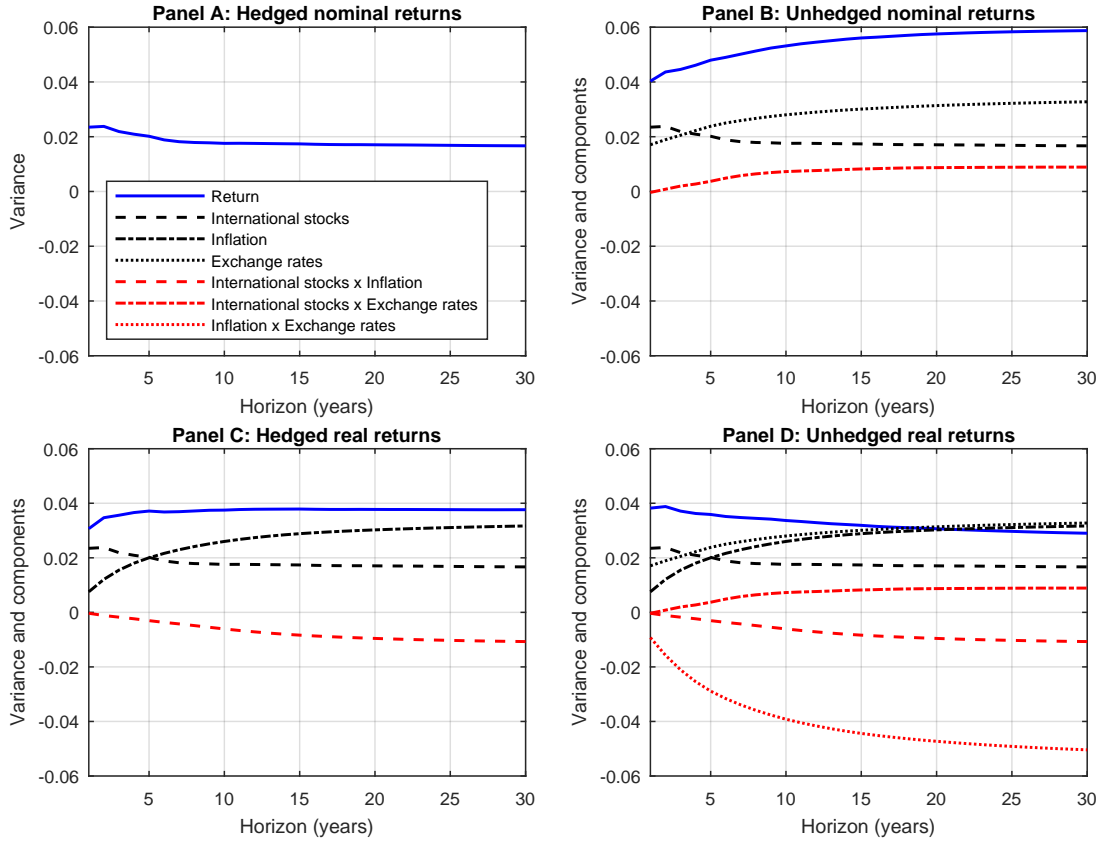 Panel A: Hedged nominal returns
0.06
0.04
0.02
0
-0.02
-0.04
-0.06
Variance
Return
International stocks
Inflation
Exchange rates
International stocks x Inflation
International stocks x Exchange rates
Inflation x Exchange rates
5 10 15 20 25 30
Horizon (years)
Panel B: Unhedged nominal returns
0.06
0.04
0.02
0
-0.02
-0.04
-0.06
Variance and components
5 10 15 20 25 30
Horizon (years)
Panel C: Hedged real returns
0.06
0.04
0.02
0
-0.02
-0.04
-0.06
Variance and components
5 10 15 20 25 30
Horizon (years)
Panel D: Unhedged real returns
0.06
0.04
0.02
0
-0.02
-0.04
-0.06
Variance and components
5 10 15 20 25 30
Horizon (years)